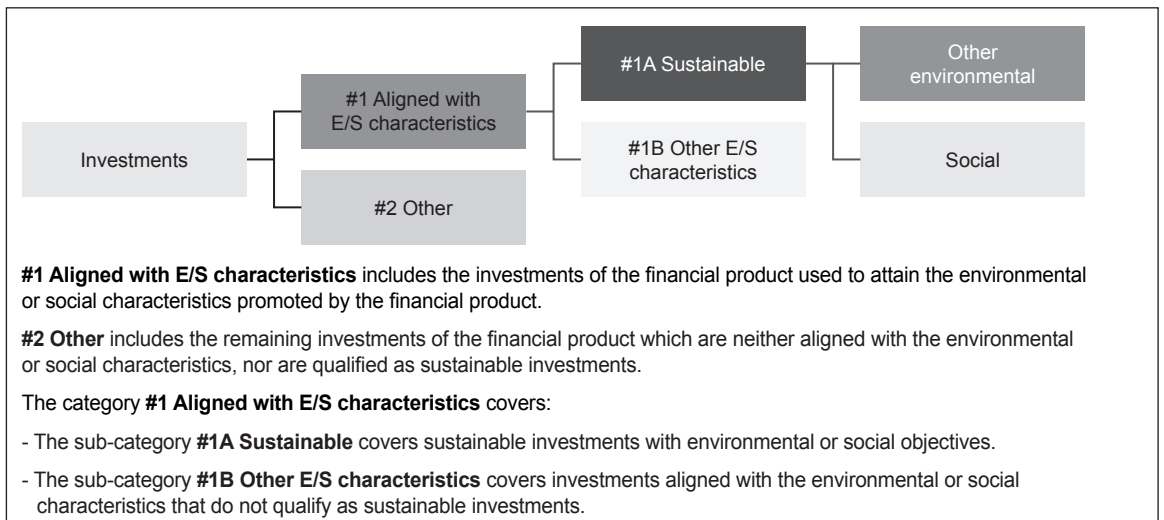 Investments
#1 Aligned with
E/S characteristics
#2 Other
#1A Sustainable
#1B Other E/S
characteristics
Other
environmental
Social
#1 Aligned with E/S characteristics includes the investments of the financial product used to attain the environmental
or social characteristics promoted by the financial product.
#2 Other includes the remaining investments of the financial product which are neither aligned with the environmental
or social characteristics, nor are qualified as sustainable investments.
The category #1 Aligned with E/S characteristics covers:
- The sub-category #1A Sustainable covers sustainable investments with environmental or social objectives.
- The sub-category #1B Other E/S characteristics covers investments aligned with the environmental or social
characteristics that do not qualify as sustainable investments.